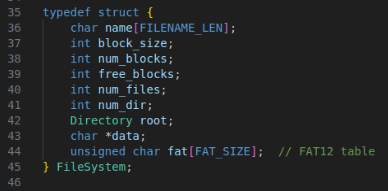 35 typedef struct {
36     char name[FILENAME_LEN];
37     int block_size;
38     int num_blocks;
39     int free_blocks;
40     int num_files;
41     int num_dir;
42     Directory root;
43     char *data;
44     unsigned char fat[FAT_SIZE];  // FAT12 table
45 } FileSystem;
46